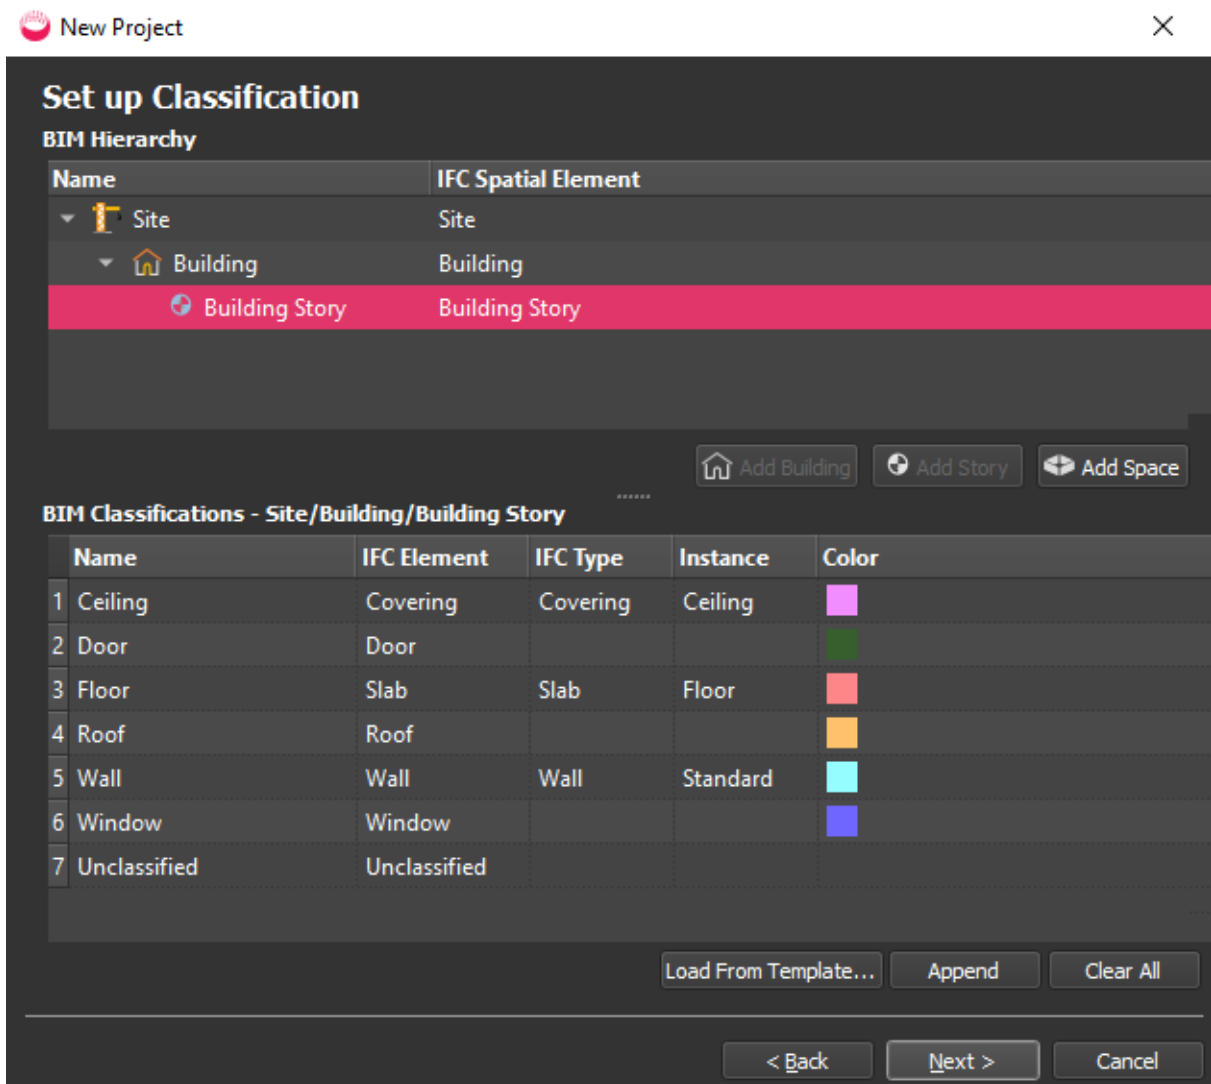 New Project
Set up Classification
BIM Hierarchy
Name IFC Spatial Element
Site Site
Building Building
Building Story Building Story
Add Building Add Story Add Space
BIM Classifications - Site/Building/Building Story
Name IFC Element IFC Type Instance Color
1 Ceiling Covering Covering Ceiling
2 Door Door
3 Floor Slab Slab Floor
4 Roof Roof
5 Wall Wall Wall Standard
6 Window Window
7 Unclassified Unclassified
Load From Template... Append Clear All
< Back Next > Cancel